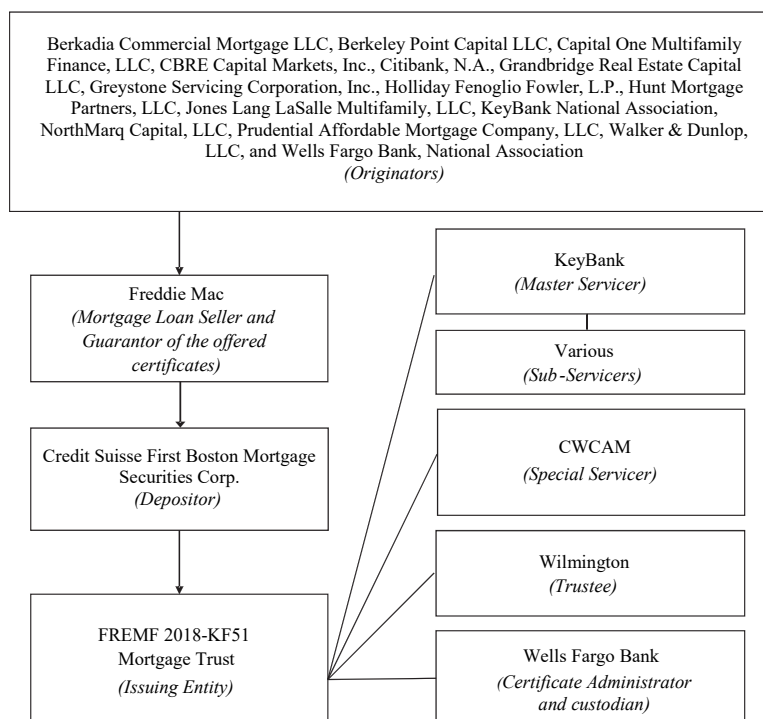 Berkadia Commercial Mortgage LLC, Berkeley Point Capital LLC, Capital One Multifamily
Finance, LLC, CBRE Capital Markets, Inc., Citibank, N.A., Grandbridge Real Estate Capital
LLC, Greystone Servicing Corporation, Inc., Holliday Fenoglio Fowler, L.P., Hunt Mortgage
Partners, LLC, Jones Lang LaSalle Multifamily, LLC, KeyBank National Association,
NorthMarq Capital, LLC, Prudential Affordable Mortgage Company, LLC, Walker & Dunlop,
LLC, and Wells Fargo Bank, National Association
(Originators)
Freddie Mac
(Mortgage Loan Seller and
Guarantor of the offered
certificates)
Credit Suisse First Boston Mortgage
Securities Corp.
(Depositor)
FREMF 2018-KF51
Mortgage Trust
(Issuing Entity)
KeyBank
(Master Servicer)
Various
(Sub-Servicers)
CWCAM
(Special Servicer)
Wilmington
(Trustee)
Wells Fargo Bank
(Certificate Administrator
and custodian)